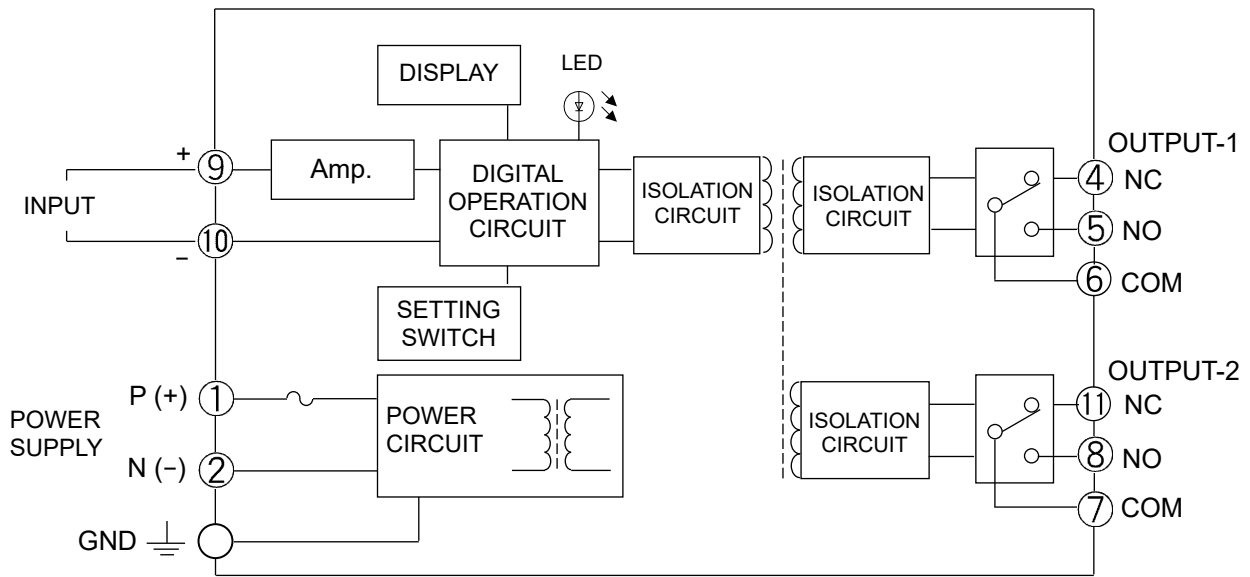 DISPLAY
LED
OUTPUT-1
+
9
Amp.
DIGITAL
OPERATION
CIRCUIT
ISOLATION
CIRCUIT
ISOLATION
CIRCUIT
4
NC
INPUT
5
NO
10
−
6
COM
SETTING
SWITCH
OUTPUT-2
P (+)
1
POWER
SUPPLY
POWER
CIRCUIT
ISOLATION
CIRCUIT
11
NC
N (−)
2
8
NO
7
COM
GND